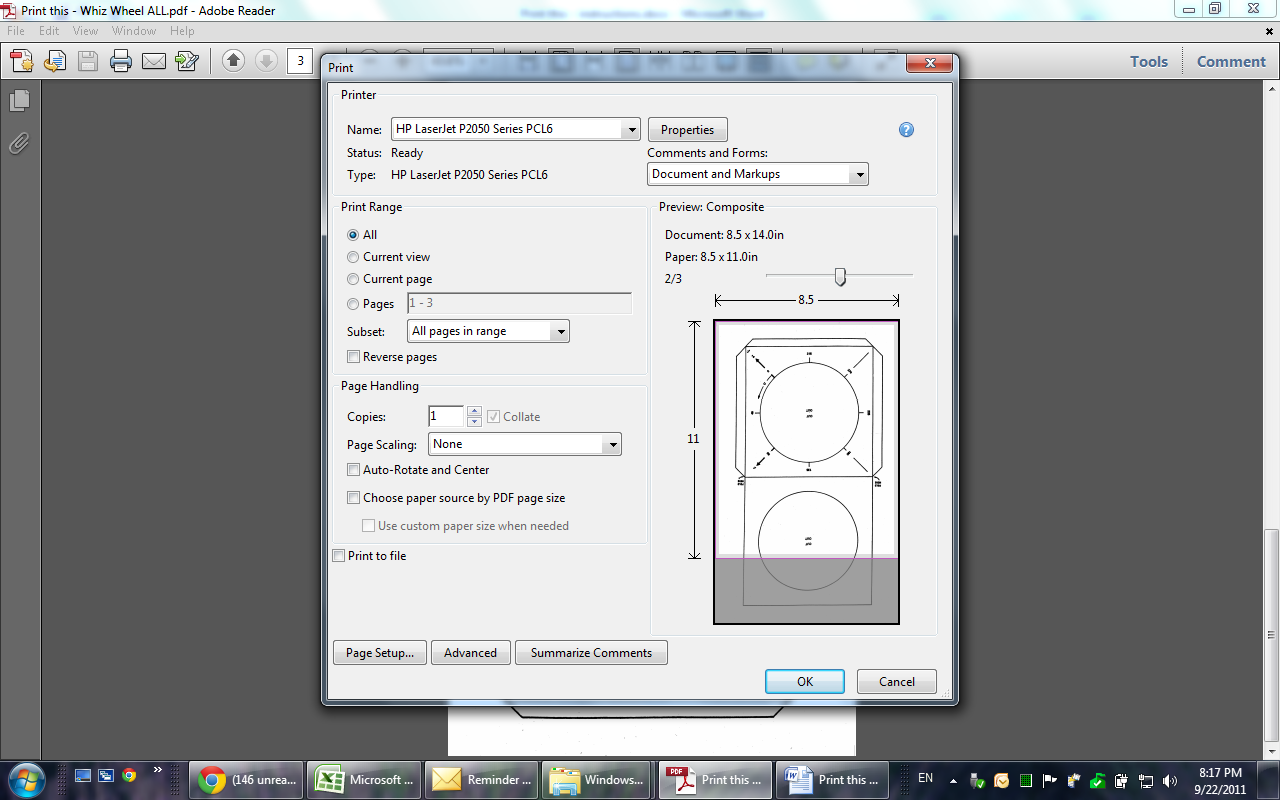 Print this - Whiz Wheel ALL.pdf - Adobe Reader
File Edit View Window Help
3
Tools Comment
Print
Printer
Name: HP LaserJet P2050 Series PCL6 Properties
Status: Ready Comments and Forms:
Type: HP LaserJet P2050 Series PCL6 Document and Markups
Print Range
All
Current view
Current page
Pages 1 - 3
Subset: All pages in range
Reverse pages
Page Handling
Copies: 1 Collate
Page Scaling: None
Auto-Rotate and Center
Choose paper source by PDF page size
Use custom paper size when needed
Print to file
Preview: Composite
Document: 8.5 x 14.0in
Paper: 8.5 x 11.0in
2/3
8.5
11
Page Setup... Advanced Summarize Comments
OK Cancel
(146 unrea... Microsoft ... Reminder ... Windows... Print this ... Print this ... EN 8:17 PM
9/22/2011